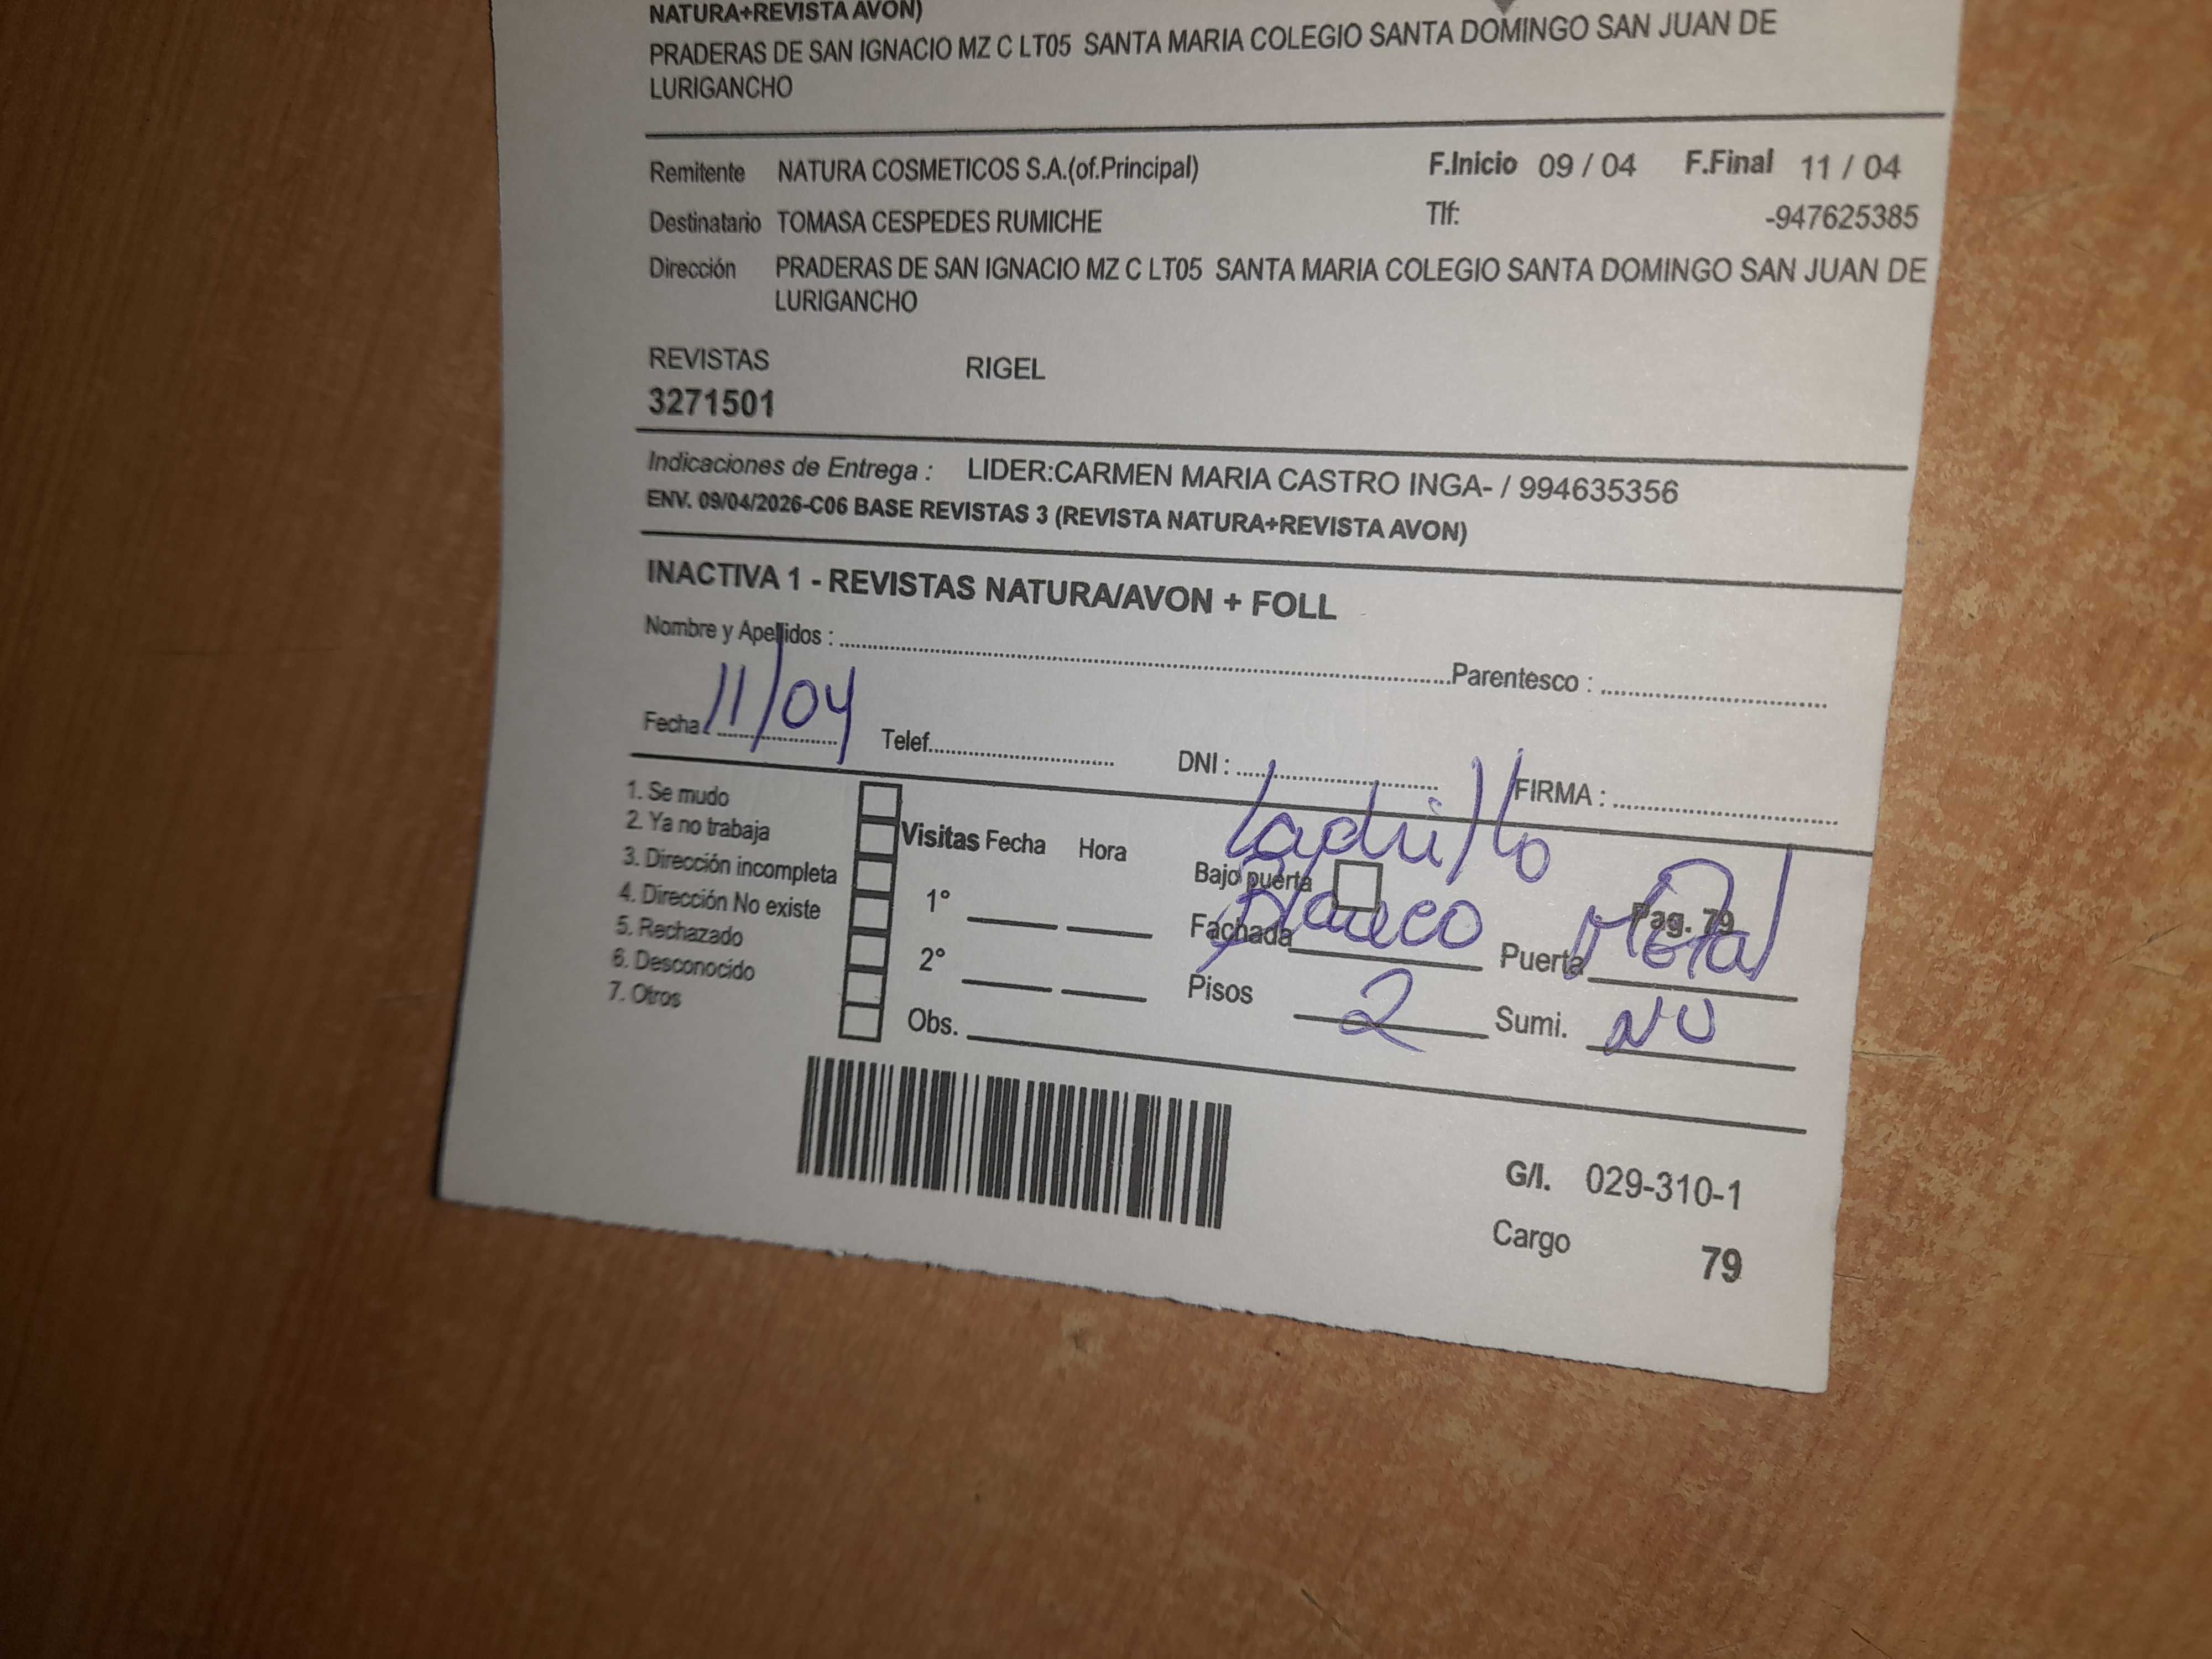 NATURA+REVISTA AVON)
PRADERAS DE SAN IGNACIO MZ C LT05 SANTA MARIA COLEGIO SANTA DOMINGO SAN JUAN DE
LURIGANCHO
Remitente NATURA COSMETICOS S.A.(of.Principal) F.Inicio 09 / 04 F.Final 11 / 04
Destinatario TOMASA CESPEDES RUMICHE Tlf: -947625385
Dirección PRADERAS DE SAN IGNACIO MZ C LT05 SANTA MARIA COLEGIO SANTA DOMINGO SAN JUAN DE
LURIGANCHO
REVISTAS RIGEL
3271501
Indicaciones de Entrega : LIDER:CARMEN MARIA CASTRO INGA- / 994635356
ENV. 09/04/2026-C06 BASE REVISTAS 3 (REVISTA NATURA+REVISTA AVON)
INACTIVA 1 - REVISTAS NATURA/AVON + FOLL
Nombre y Apellidos : Parentesco :
Fecha 11/04 Telef. DNI : FIRMA :
1. Se mudo
2. Ya no trabaja
3. Dirección incompleta
4. Dirección No existe
5. Rechazado
6. Desconocido
7. Otros
Visitas Fecha Hora
1°
2°
Obs.
Ladrillo
Bajo puerta
Fachada Blanco Puerta Metal
Pag. 79
Pisos 2 Sumi. NO
G/I. 029-310-1
Cargo 79